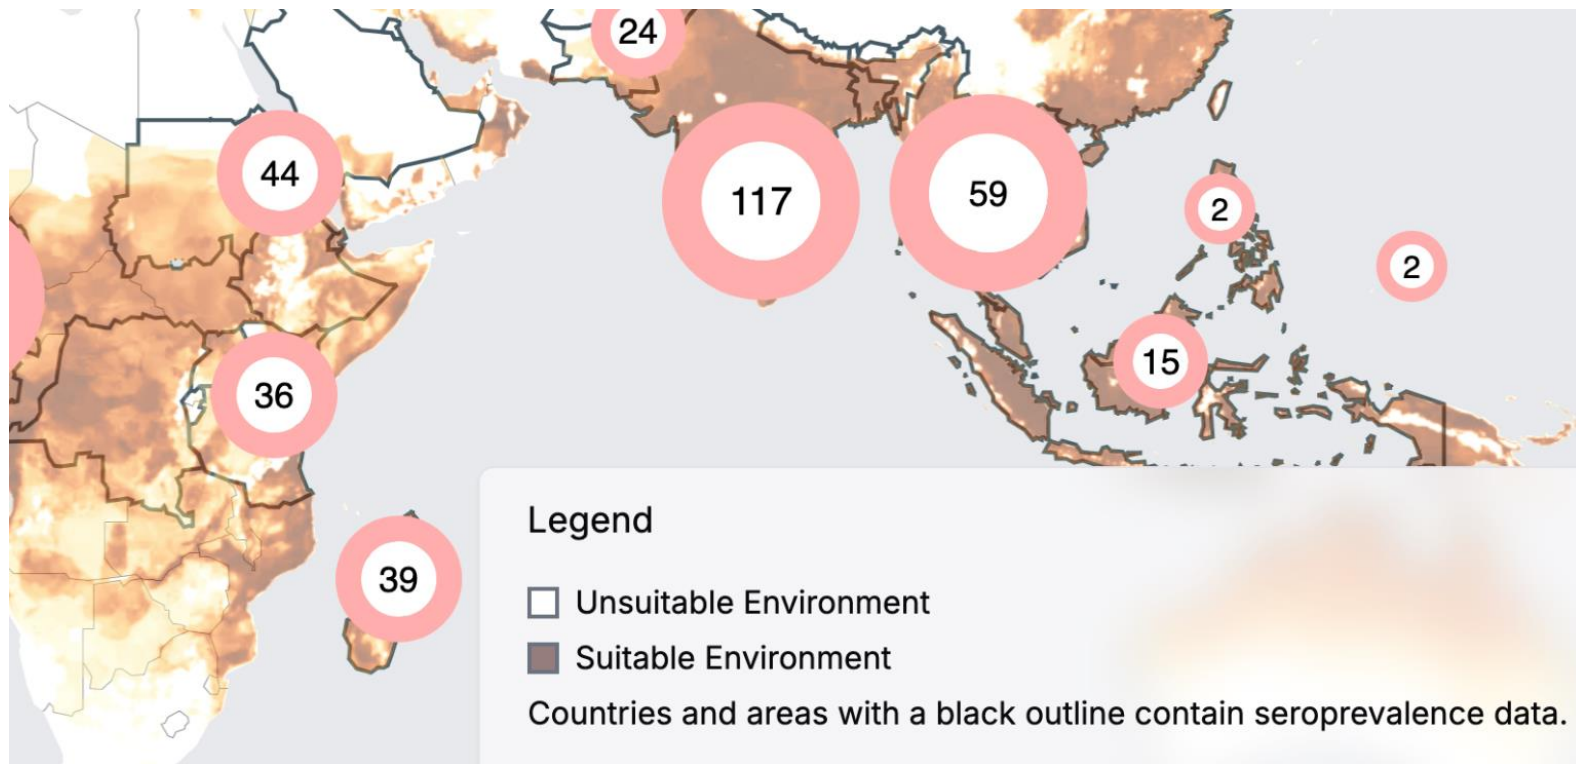 24
44
117
59
2
2
36
15
39
Legend
Unsuitable Environment
Suitable Environment
Countries and areas with a black outline contain seroprevalence data.